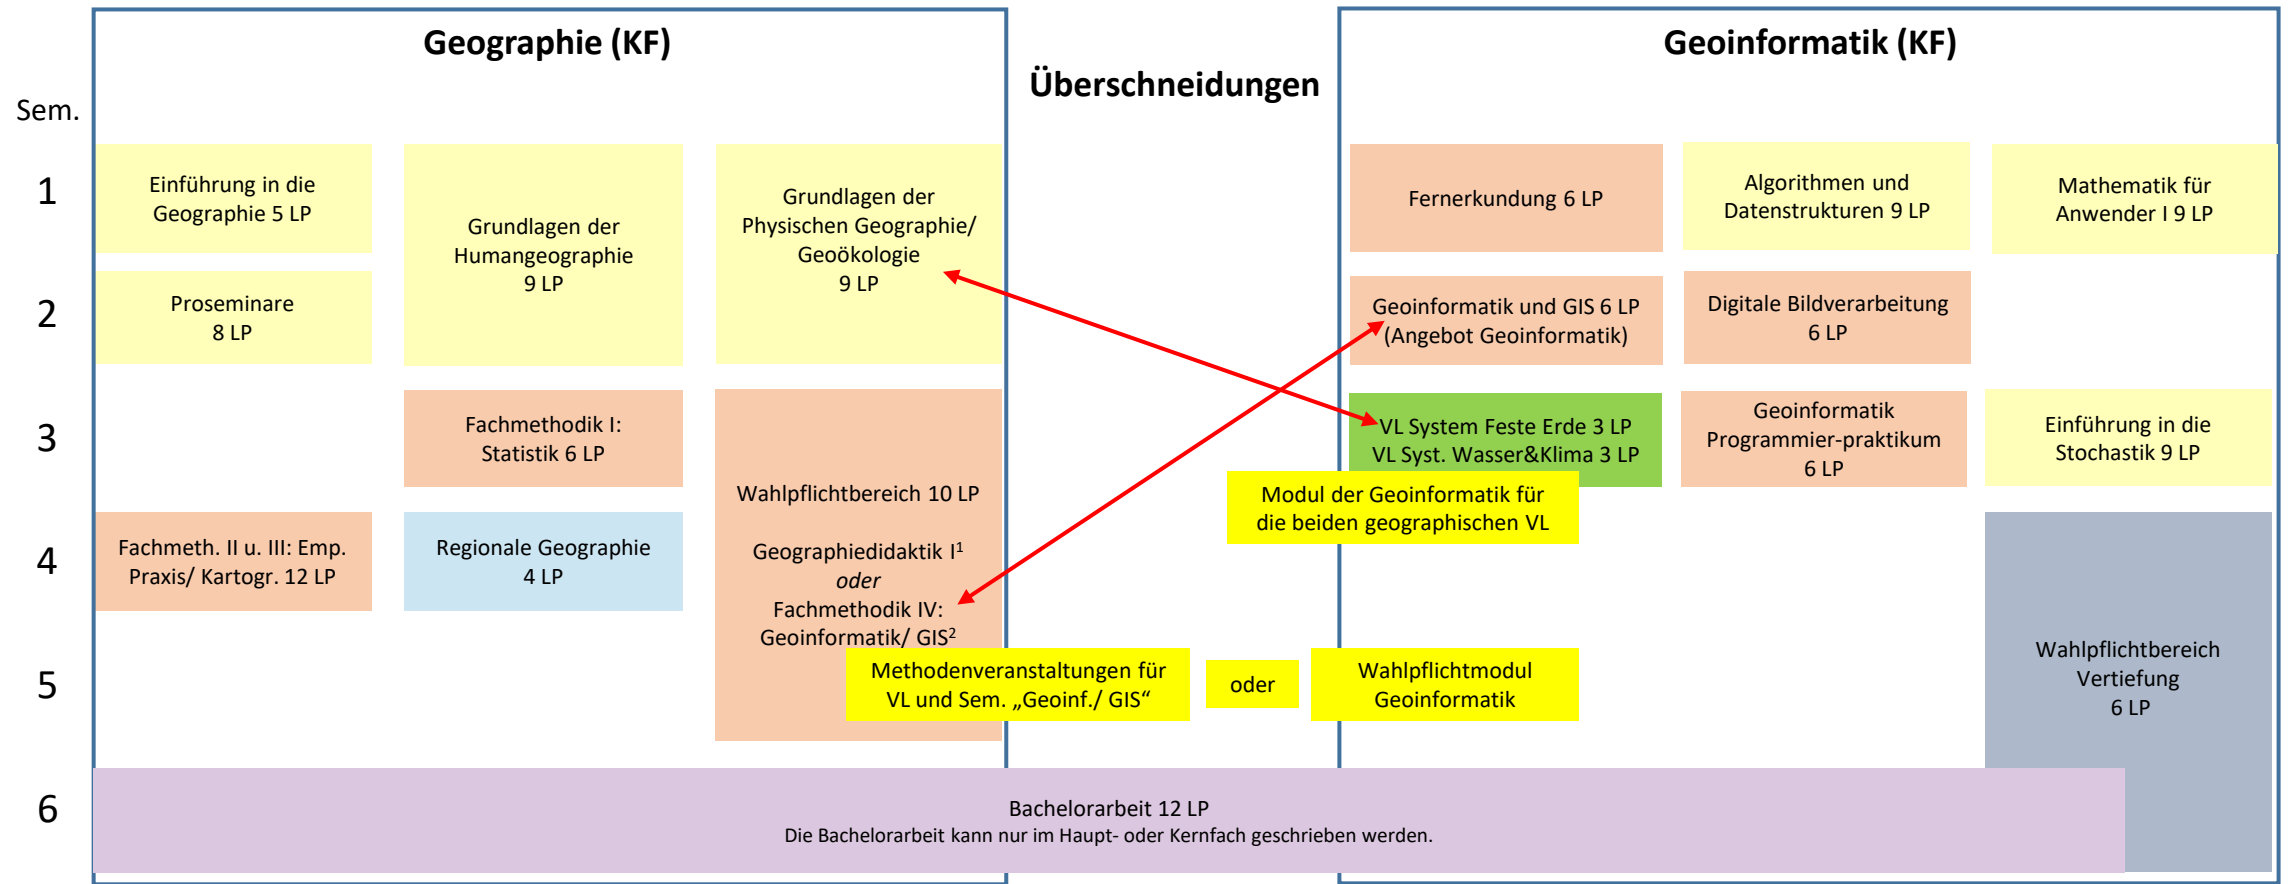 Geographie (KF)
Überschneidungen
Geoinformatik (KF)
Sem.
1
Einführung in die
Geographie 5 LP
Grundlagen der
Humangeographie
9 LP
Grundlagen der
Physischen Geographie/
Geoökologie
9 LP
Fernerkundung 6 LP
Algorithmen und
Datenstrukturen 9 LP
Mathematik für
Anwender I 9 LP
2
Proseminare
8 LP
Geoinformatik und GIS 6 LP
(Angebot Geoinformatik)
Digitale Bildverarbeitung
6 LP
3
Fachmethodik I:
Statistik 6 LP
Wahlpflichtbereich 10 LP
Geographiedidaktik I¹
oder
Fachmethodik IV:
Geoinformatik/ GIS²
VL System Feste Erde 3 LP
VL Syst. Wasser&Klima 3 LP
Modul der Geoinformatik für
die beiden geographischen VL
Geoinformatik
Programmier-praktikum
6 LP
Einführung in die
Stochastik 9 LP
4
Fachmeth. II u. III: Emp.
Praxis/ Kartogr. 12 LP
Regionale Geographie
4 LP
5
Methodenveranstaltungen für
VL und Sem. „Geoinf./ GIS“
oder
Wahlpflichtmodul
Geoinformatik
Wahlpflichtbereich
Vertiefung
6 LP
6
Bachelorarbeit 12 LP
Die Bachelorarbeit kann nur im Haupt- oder Kernfach geschrieben werden.